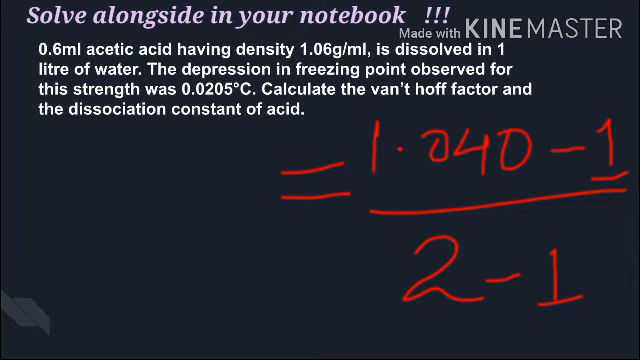 Solve alongside in your notebook !!!
Made with KINEMASTER
0.6ml acetic acid having density 1.06g/ml, is dissolved in 1
litre of water. The depression in freezing point observed for
this strength was 0.0205°C. Calculate the van't hoff factor and
the dissociation constant of acid.
= 1.040 - 1
2 - 1